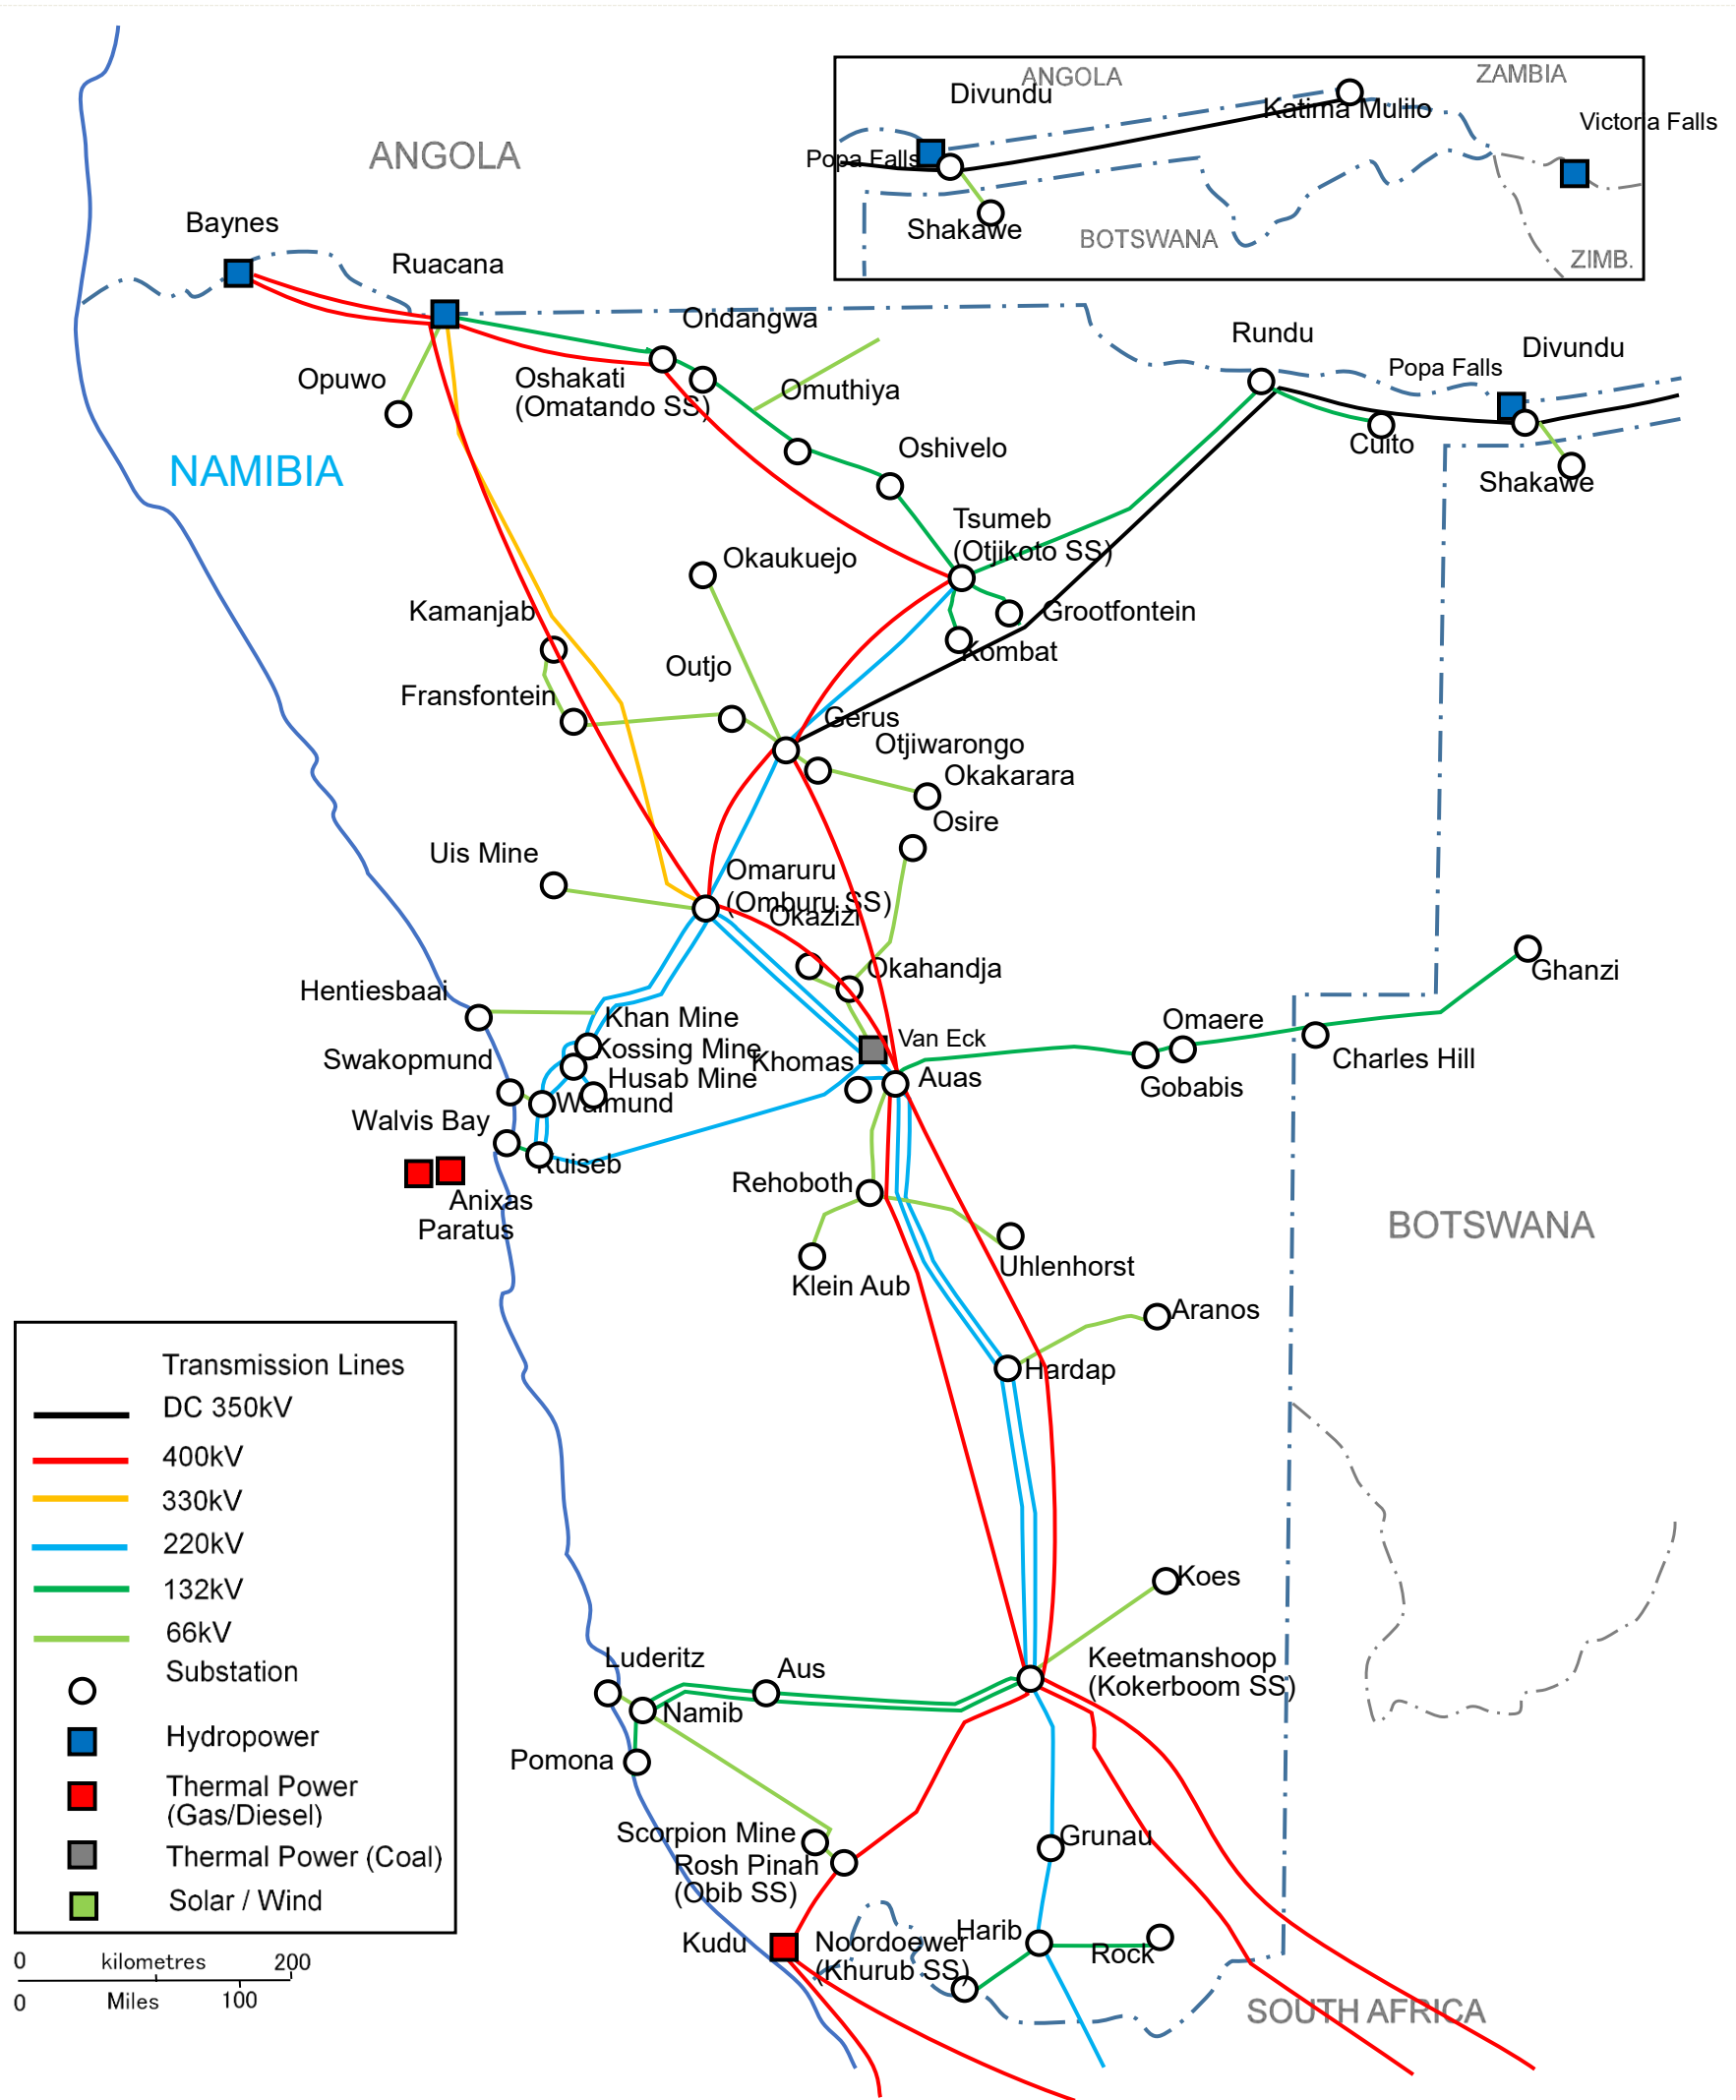 ANGOLA
ZAMBIA
Divundu
Katima Mulilo
Victoria Falls
Popa Falls
Shakawe
BOTSWANA
ZIMB.
ANGOLA
Baynes
Ruacana
Ondangwa
Rundu
Divundu
Popa Falls
Opuwo
Oshakati
(Omatando SS)
Omuthiya
Cuito
NAMIBIA
Oshivelo
Shakawe
Tsumeb
(Otjikoto SS)
Okaukuejo
Kamanjab
Grootfontein
Kombat
Outjo
Fransfontein
Gerus
Otjiwarongo
Okakarara
Osire
Uis Mine
Omaruru
(Omburu SS)
Okazizi
Okahandja
Ghanzi
Hentiesbaai
Khan Mine
Omaere
Van Eck
Rossing Mine
Khomas
Charles Hill
Swakopmund
Husab Mine
Auas
Gobabis
Walmund
Walvis Bay
Kuiseb
Rehoboth
Anixas
Paratus
BOTSWANA
Uhlenhorst
Klein Aub
Aranos
Hardap
Transmission Lines
DC 350kV
400kV
330kV
220kV
132kV
66kV
Substation
Hydropower
Thermal Power
(Gas/Diesel)
Thermal Power (Coal)
Solar / Wind
Koes
Luderitz
Aus
Keetmanshoop
(Kokerboom SS)
Namib
Pomona
Scorpion Mine
Grunau
Rosh Pinah
(Obib SS)
Kudu
Noordoewer
(Khurub SS)
Harib
Rock
SOUTH AFRICA
0 kilometres 200
0 Miles 100